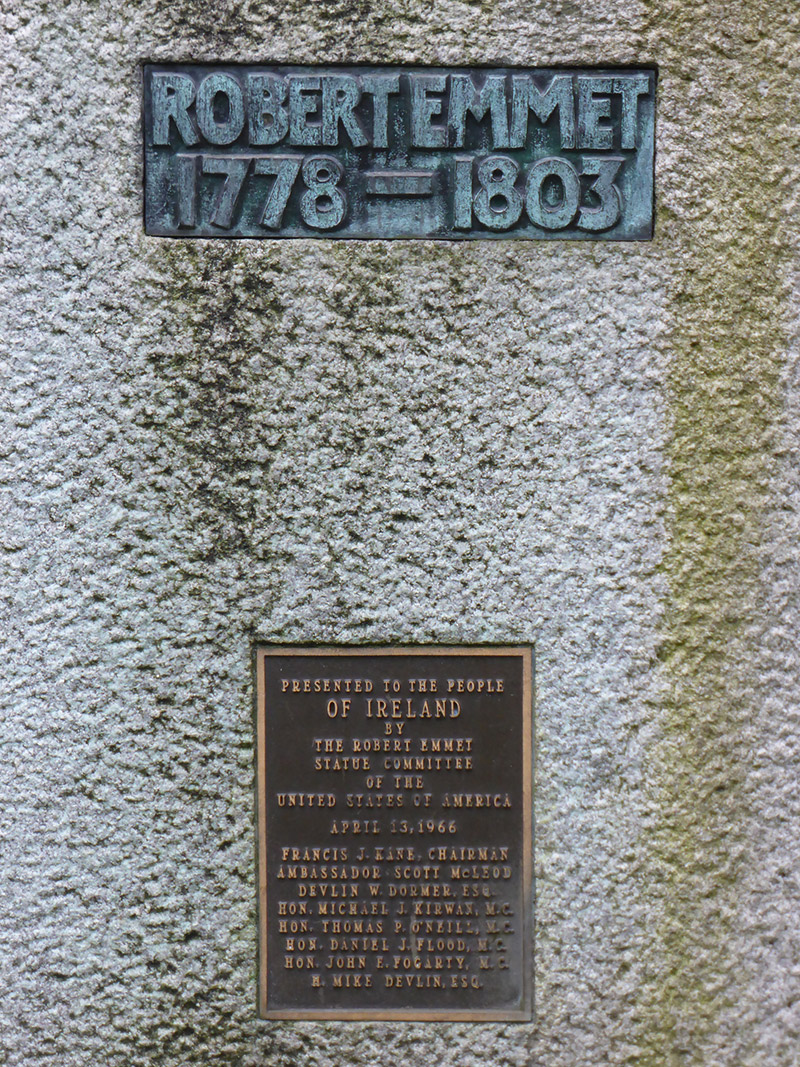 ROBERT EMMET
1778 = 1803
PRESENTED TO THE PEOPLE
OF IRELAND
BY
THE ROBERT EMMET
STATUE COMMITTEE
OF THE
UNITED STATES OF AMERICA
APRIL 13, 1966
FRANCIS J. KANE, CHAIRMAN
AMBASSADOR SCOTT McLEOD
DEVLIN W. DORMER, ESQ.
HON. MICHAEL J. KIRWAN, M.C.
HON. THOMAS P. O'NEILL, M.C.
HON. DANIEL J. FLOOD, M.C.
HON. JOHN E. FOGARTY, M.C.
H. MIKE DEVLIN, ESQ.